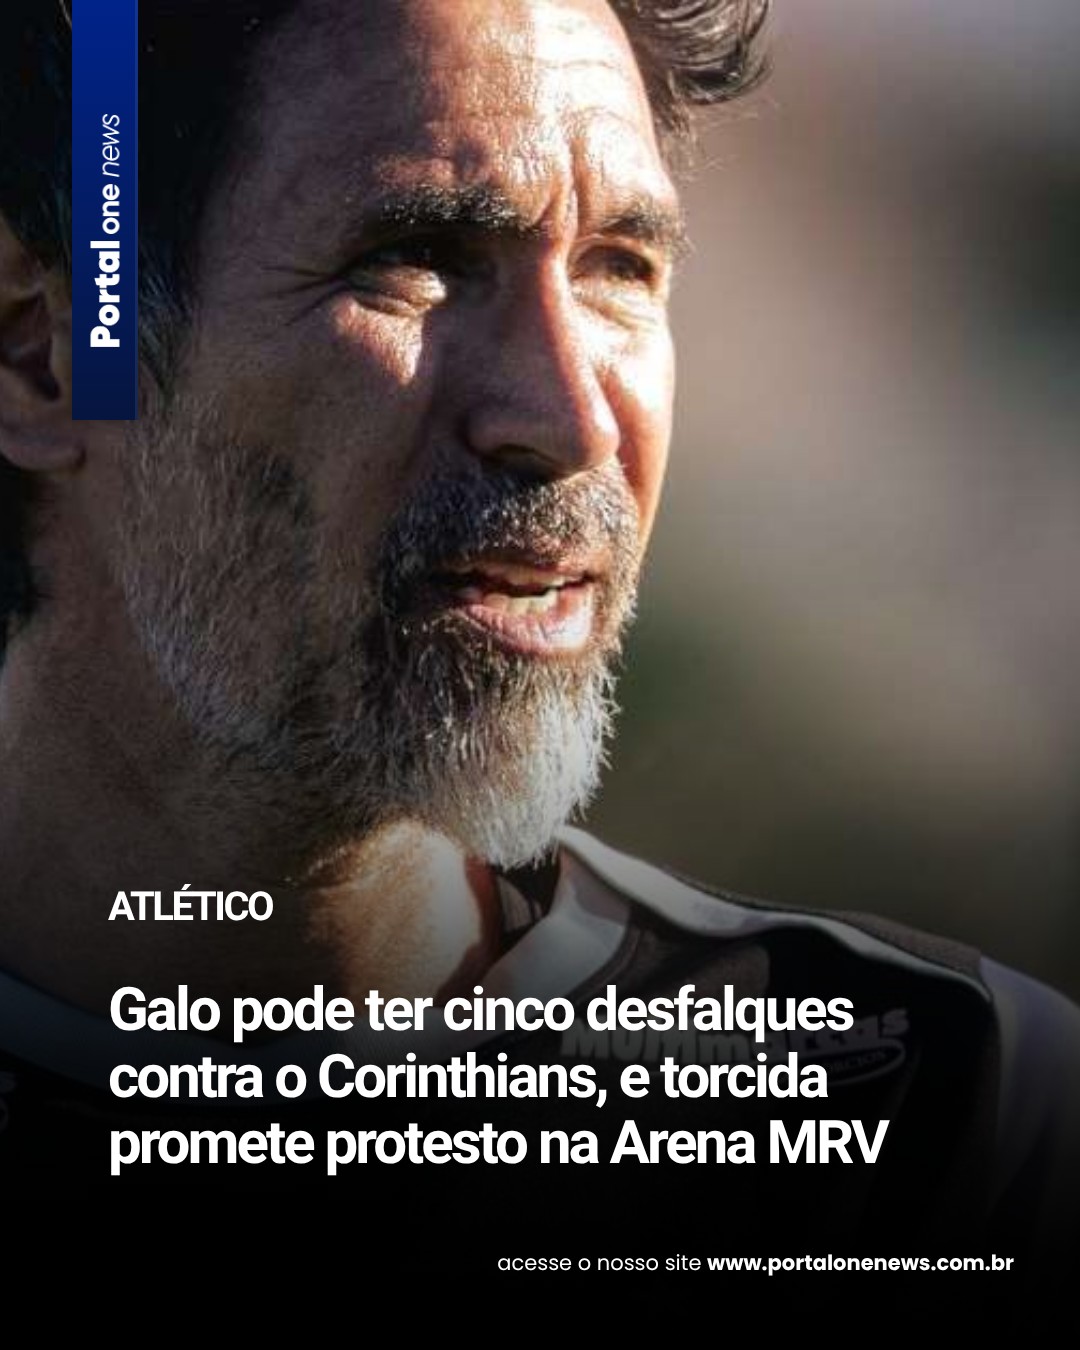 Portal one news
ATLÉTICO
Galo pode ter cinco desfalques
contra o Corinthians, e torcida
promete protesto na Arena MRV
acesse o nosso site www.portalonenews.com.br